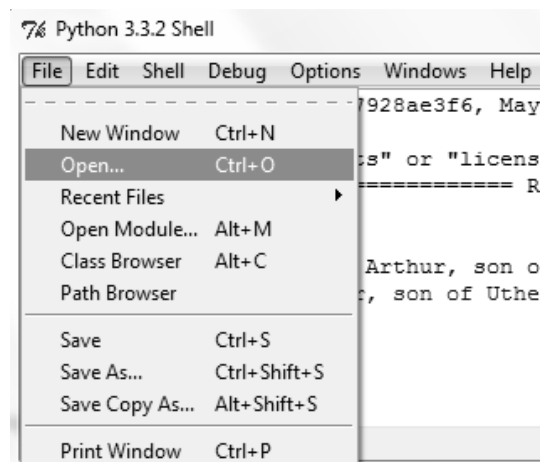 Python 3.3.2 Shell
File Edit Shell Debug Options Windows Help
7928ae3f6, May
New Window Ctrl+N
Open... Ctrl+O
"licens
or
============ R
Recent Files
Open Module... Alt+M
Class Browser Alt+C
Arthur, son o
Path Browser
, son of Uthe
Save Ctrl+S
Save As... Ctrl+Shift+S
Save Copy As... Alt+Shift+S
Print Window Ctrl+P